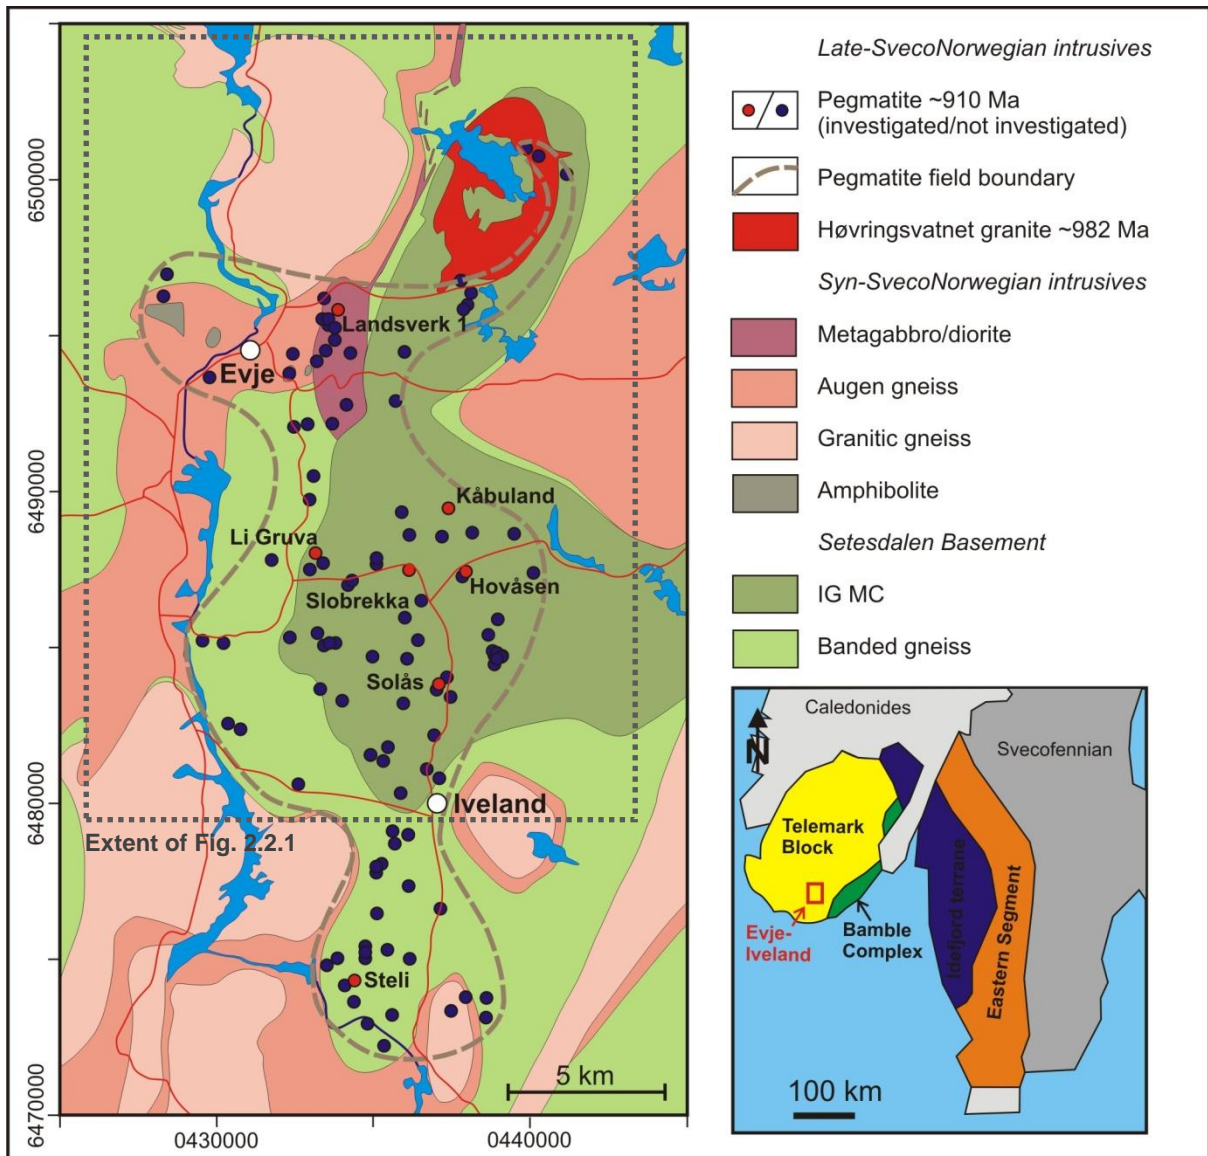 6500000
6490000
6480000
6470000
0430000
0440000
Landsverk 1
Evje
Kåbuland
Li Gruva
Slobrekka
Hovåsen
Solås
Iveland
Extent of Fig. 2.2.1
Steli
5 km
Late-SvecoNorwegian intrusives
Pegmatite ~910 Ma
(investigated/not investigated)
Pegmatite field boundary
Høvringsvatnet granite ~982 Ma
Syn-SvecoNorwegian intrusives
Metagabbro/diorite
Augen gneiss
Granitic gneiss
Amphibolite
Setesdalen Basement
IG MC
Banded gneiss
Caledonides
N
Svecofennian
Telemark
Block
Evje-
Iveland
Bamble
Complex
Idefjord terrane
Eastern Segment
100 km